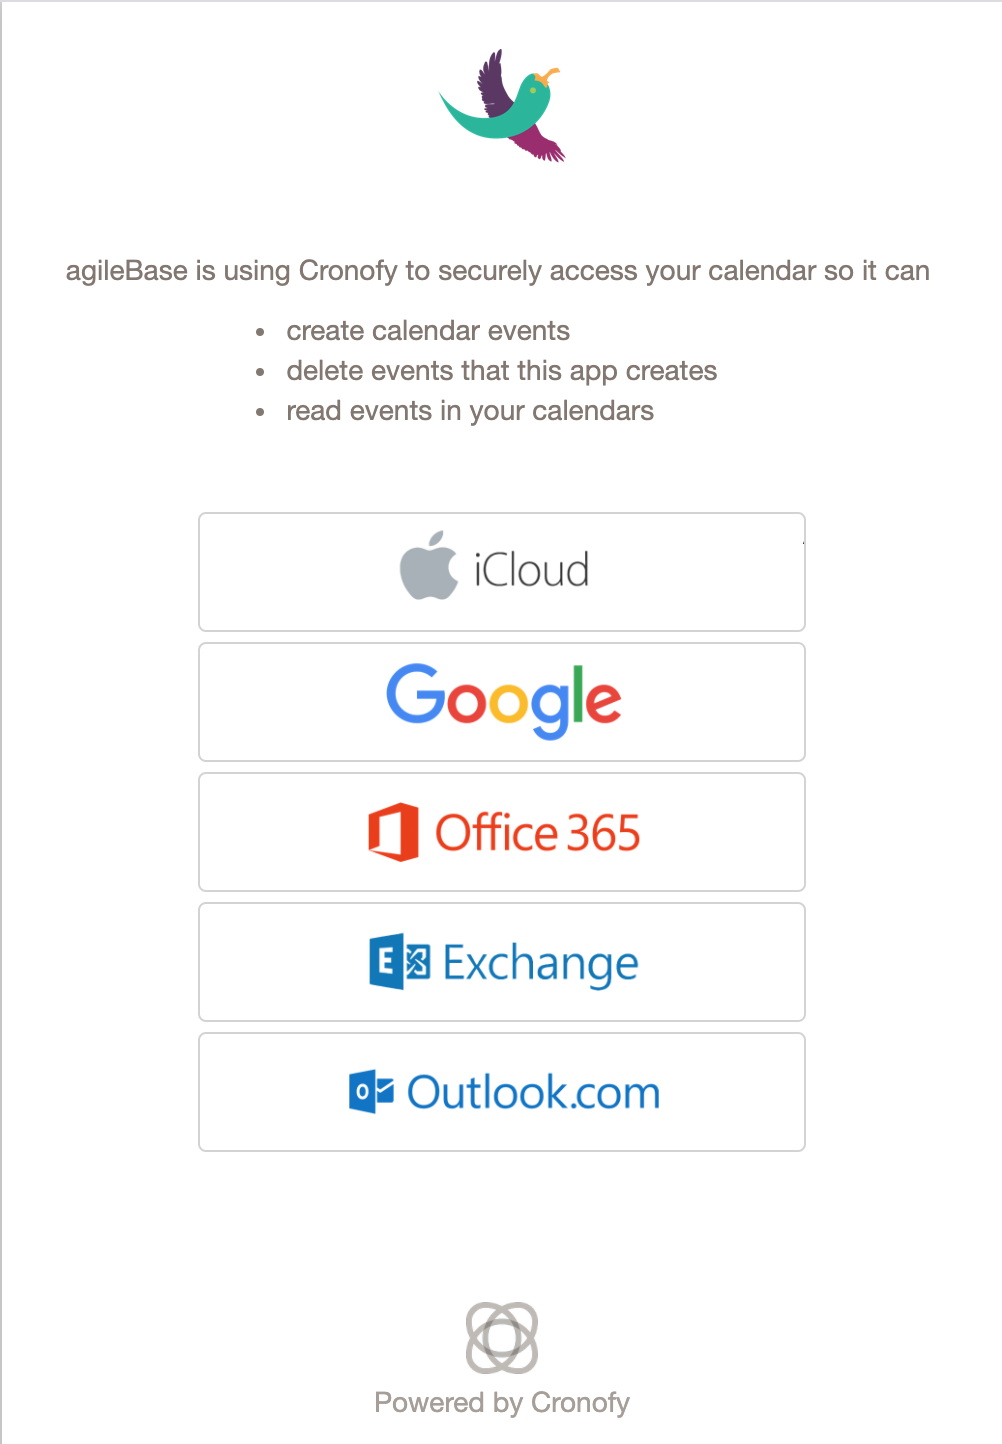 agileBase is using Cronofy to securely access your calendar so it can
• create calendar events
• delete events that this app creates
• read events in your calendars
iCloud
Google
Office 365
E Exchange
o Outlook.com
Powered by Cronofy